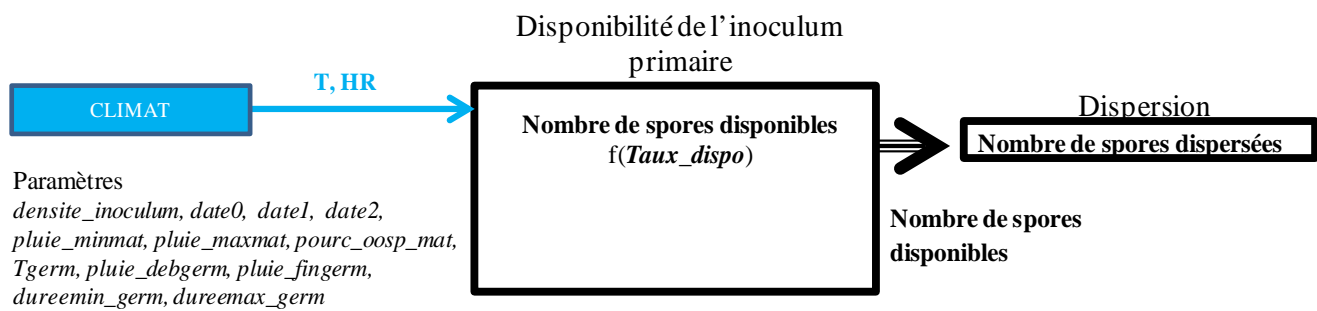 Disponibilité de l’inoculum
primaire
T, HR
CLIMAT
Nombre de spores disponibles
f(Taux_dispo)
Dispersion
Nombre de spores dispersées
Nombre de spores
disponibles
Paramètres
densite_inoculum, date0, date1, date2,
pluie_minmat, pluie_maxmat, pourc_oosp_mat,
Tgerm, pluie_debgerm, pluie_fingerm,
dureemin_germ, dureemax_germ